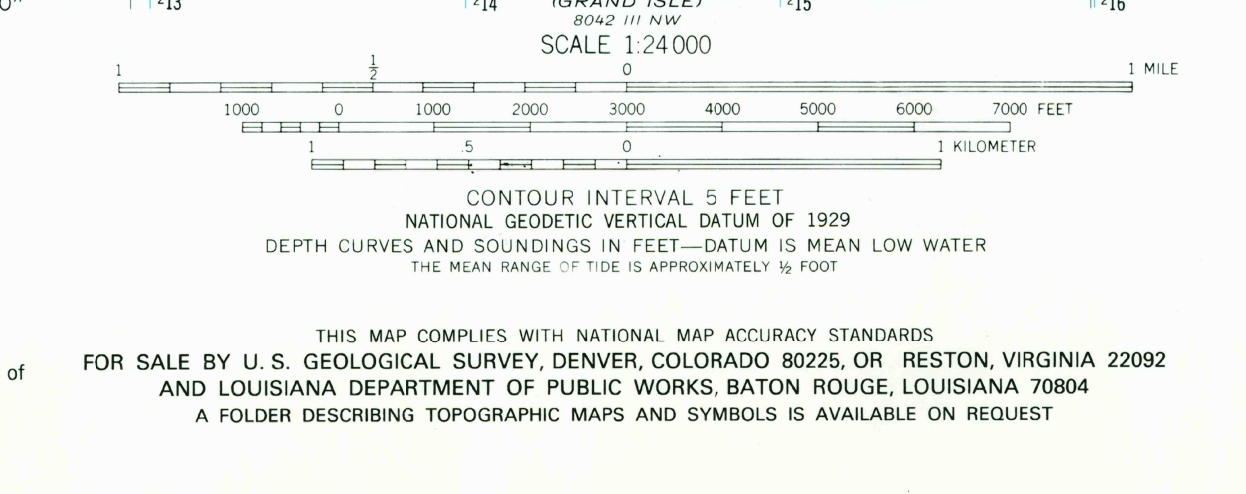 213 214 (GRAND ISLE) 215 216
8042 III NW
SCALE 1:24 000
1 ½ 0 1 MILE
1000 0 1000 2000 3000 4000 5000 6000 7000 FEET
1 .5 0 1 KILOMETER
CONTOUR INTERVAL 5 FEET
NATIONAL GEODETIC VERTICAL DATUM OF 1929
DEPTH CURVES AND SOUNDINGS IN FEET—DATUM IS MEAN LOW WATER
THE MEAN RANGE OF TIDE IS APPROXIMATELY ½ FOOT
THIS MAP COMPLIES WITH NATIONAL MAP ACCURACY STANDARDS
FOR SALE BY U. S. GEOLOGICAL SURVEY, DENVER, COLORADO 80225, OR RESTON, VIRGINIA 22092
of
AND LOUISIANA DEPARTMENT OF PUBLIC WORKS, BATON ROUGE, LOUISIANA 70804
A FOLDER DESCRIBING TOPOGRAPHIC MAPS AND SYMBOLS IS AVAILABLE ON REQUEST